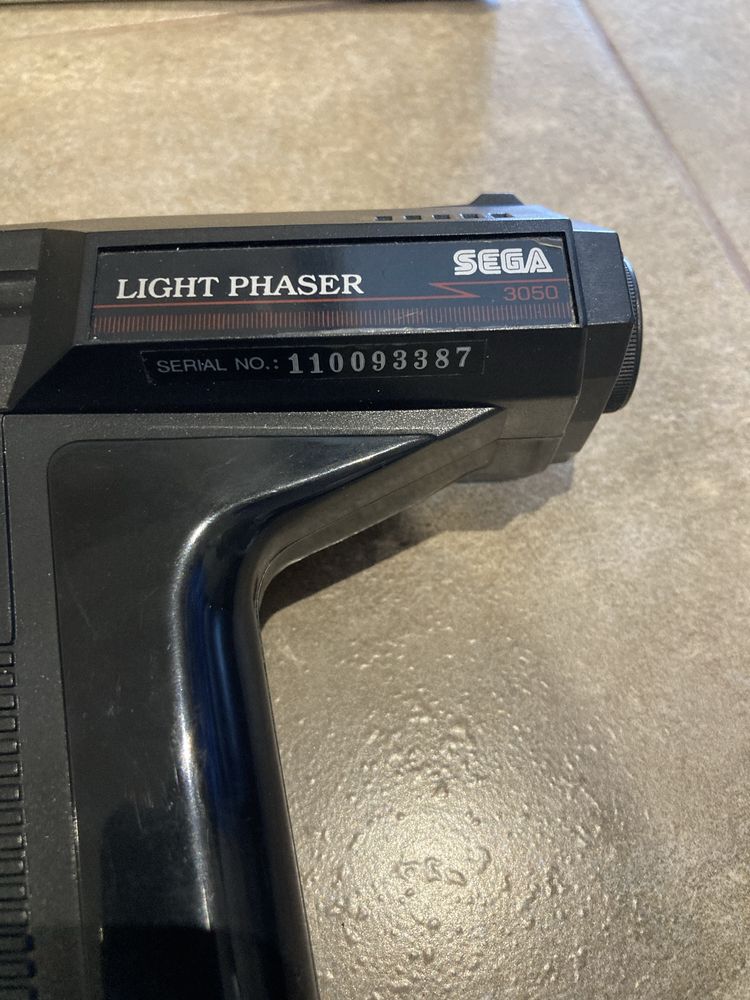 LIGHT PHASER
SEGA
3050
SERIAL NO.: 110093387